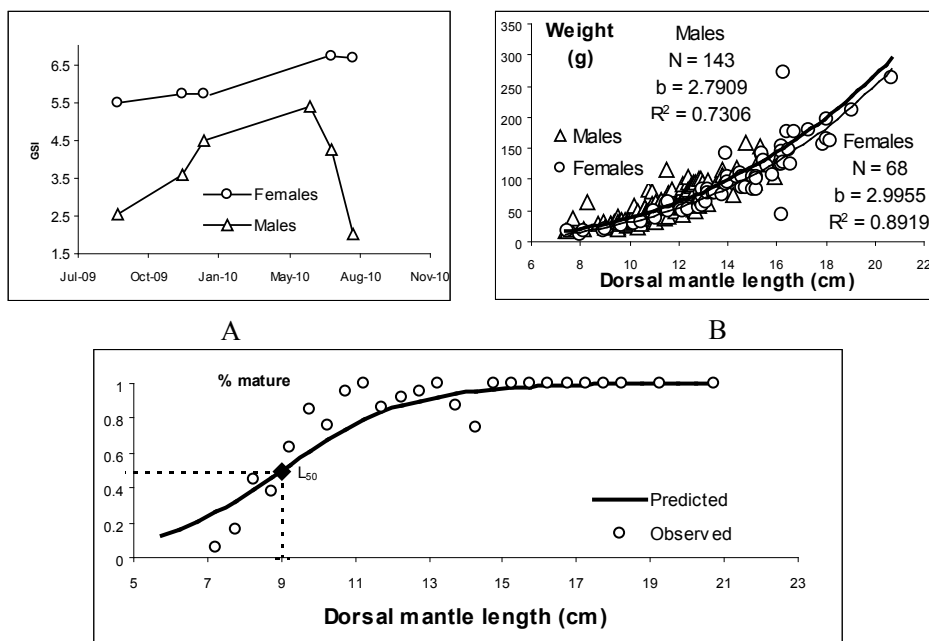 6.5
5.5
4.5
3.5
2.5
1.5
GSI
Females
Males
Jul-09 Oct-09 Jan-10 May-10 Aug-10 Nov-10
350
300
250
200
150
100
50
0
Weight
(g)
Males
N = 143
b = 2.7909
R² = 0.7306
Males
Females
Females
N = 68
b = 2.9955
R² = 0.8919
6 8 10 12 14 16 18 20 22
Dorsal mantle length (cm)
A B
% mature
1
0.8
0.6
0.4
0.2
0
L50
Predicted
Observed
5 7 9 11 13 15 17 19 21 23
Dorsal mantle length (cm)